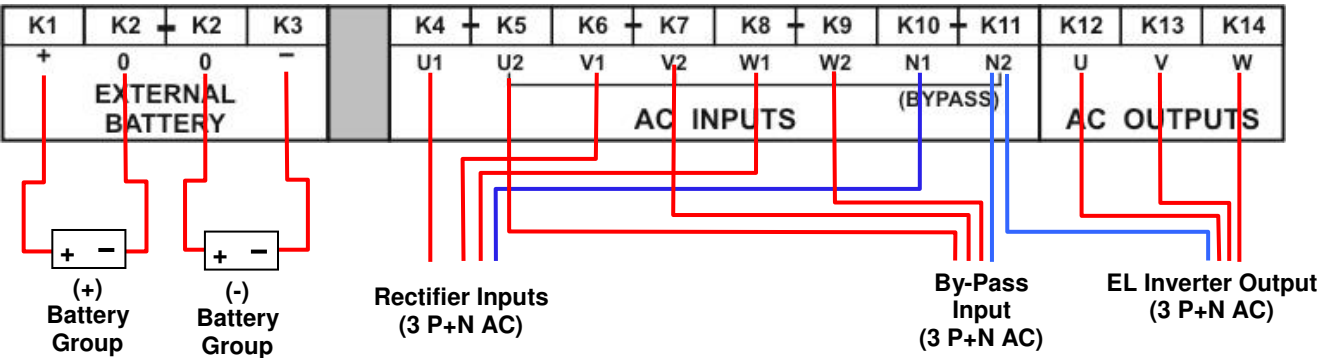 K1 K2 - K2 K3 K4 - K5 K6 - K7 K8 - K9 K10 - K11 K12 K13 K14
+ 0 0 − U1 U2 V1 V2 W1 W2 N1 N2 U V W
EXTERNAL
BATTERY
AC INPUTS
(BYPASS)
AC OUTPUTS
+ −
+ −
(+)
Battery
Group
(-)
Battery
Group
Rectifier Inputs
(3 P+N AC)
By-Pass
Input
(3 P+N AC)
EL Inverter Output
(3 P+N AC)